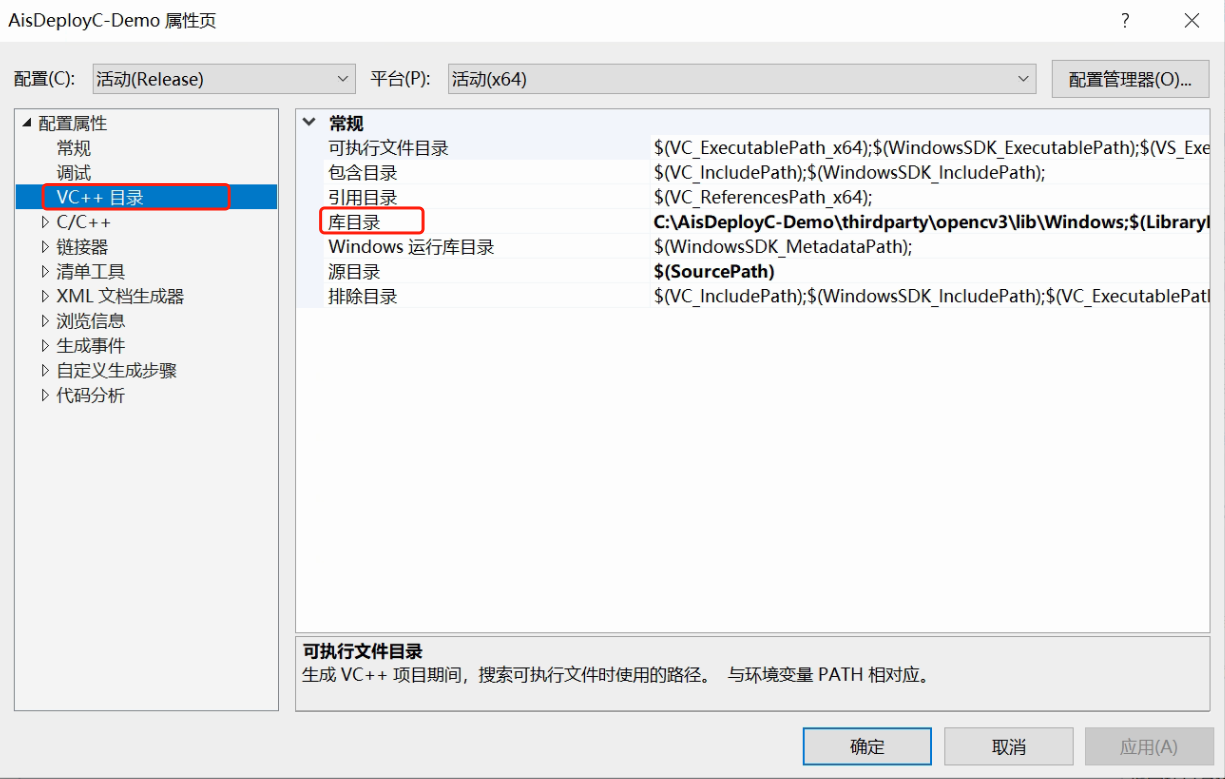 AisDeployC-Demo 属性页
?
配置(C): 活动(Release) 平台(P): 活动(x64) 配置管理器(O)...
配置属性
常规
调试
VC++ 目录
C/C++
链接器
清单工具
XML 文档生成器
浏览信息
生成事件
自定义生成步骤
代码分析
常规
可执行文件目录 $(VC_ExecutablePath_x64);$(WindowsSDK_ExecutablePath);$(VS_Exe
包含目录 $(VC_IncludePath);$(WindowsSDK_IncludePath);
引用目录 $(VC_ReferencesPath_x64);
库目录 C:\AisDeployC-Demo\thirdparty\opencv3\lib\Windows;$(Library
Windows 运行库目录 $(WindowsSDK_MetadataPath);
源目录 $(SourcePath)
排除目录 $(VC_IncludePath);$(WindowsSDK_IncludePath);$(VC_ExecutablePat
可执行文件目录
生成 VC++ 项目期间，搜索可执行文件时使用的路径。 与环境变量 PATH 相对应。
确定 取消 应用(A)